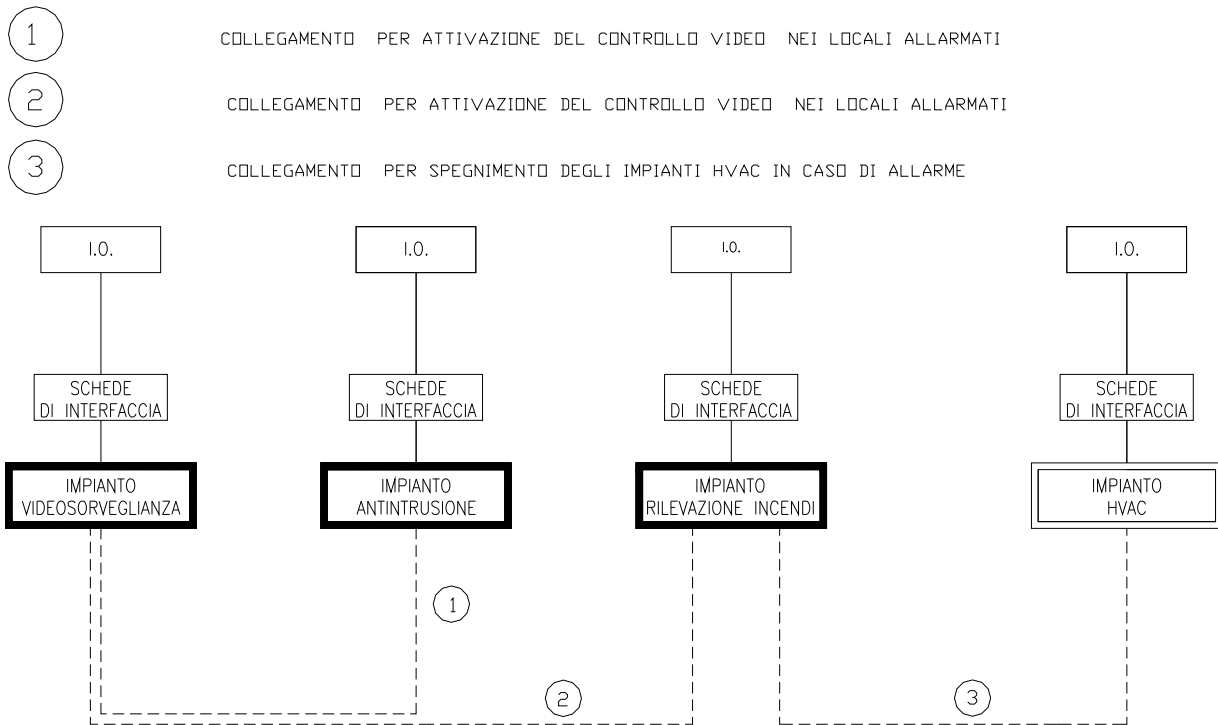 1 COLLEGAMENTO PER ATTIVAZIONE DEL CONTROLLO VIDEO NEI LOCALI ALLARMATI
2 COLLEGAMENTO PER ATTIVAZIONE DEL CONTROLLO VIDEO NEI LOCALI ALLARMATI
3 COLLEGAMENTO PER SPEGNIMENTO DEGLI IMPIANTI HVAC IN CASO DI ALLARME
I.O.
I.O.
I.O.
I.O.
SCHEDE
DI INTERFACCIA
SCHEDE
DI INTERFACCIA
SCHEDE
DI INTERFACCIA
SCHEDE
DI INTERFACCIA
IMPIANTO
VIDEOSORVEGLIANZA
IMPIANTO
ANTINTRUSIONE
IMPIANTO
RILEVAZIONE INCENDI
IMPIANTO
HVAC
1
2
3